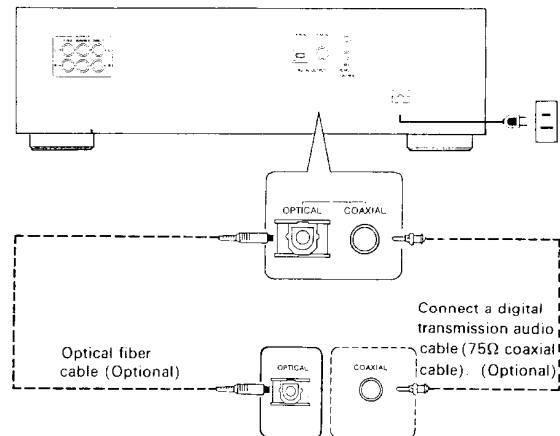 OPTICAL COAXIAL
Optical fiber
cable (Optional)
Connect a digital
transmission audio
cable (75Ω coaxial
cable). (Optional)
OPTICAL
COAXIAL